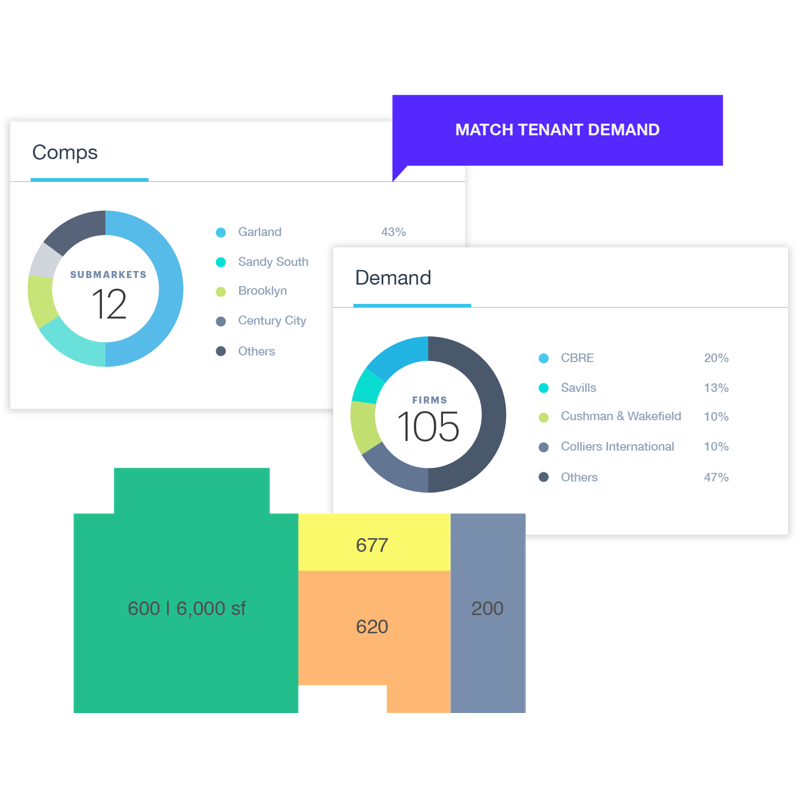 MATCH TENANT DEMAND
Comps
SUBMARKETS
12
Garland 43%
Sandy South
Brooklyn
Century City
Others
Demand
FIRMS
105
CBRE 20%
Savills 13%
Cushman & Wakefield 10%
Colliers International 10%
Others 47%
677
600 | 6,000 sf
620
200